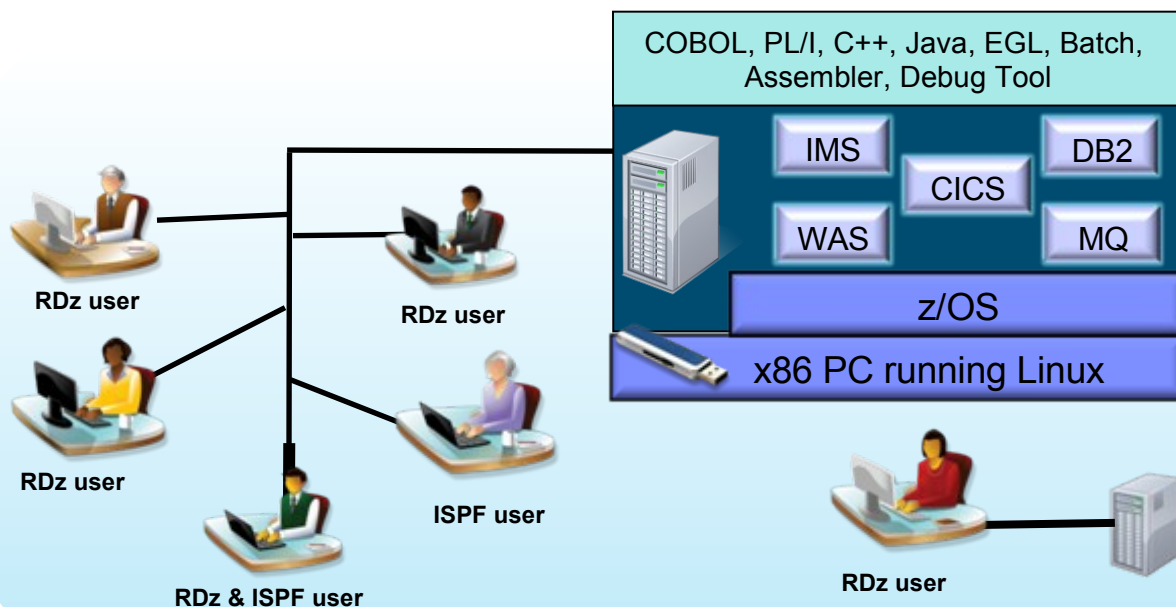 COBOL, PL/I, C++, Java, EGL, Batch,
Assembler, Debug Tool
IMS
DB2
CICS
WAS
MQ
z/OS
x86 PC running Linux
RDz user
RDz user
RDz user
ISPF user
RDz & ISPF user
RDz user